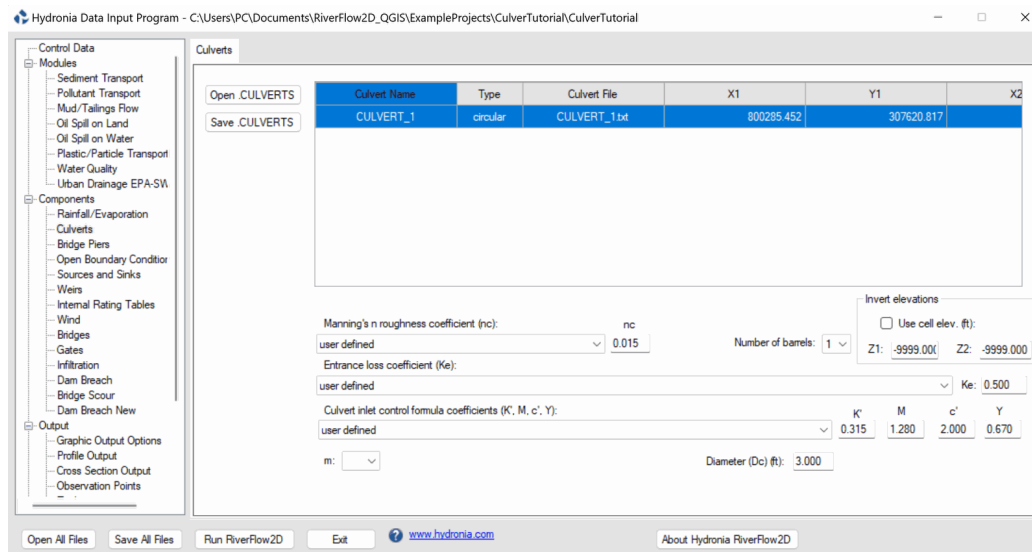 Hydronia Data Input Program - C:\Users\PC\Documents\RiverFlow2D_QGIS\ExampleProjects\CulverTutorial\CulverTutorial
Control Data
Modules
Sediment Transport
Pollutant Transport
Mud/Tailings Flow
Oil Spill on Land
Oil Spill on Water
Plastic/Particle Transport
Water Quality
Urban Drainage EPA-SW
Components
Rainfall/Evaporation
Culverts
Bridge Piers
Open Boundary Condition
Sources and Sinks
Weirs
Internal Rating Tables
Wind
Bridges
Gates
Infiltration
Dam Breach
Bridge Scour
Dam Breach New
Output
Graphic Output Options
Profile Output
Cross Section Output
Observation Points
Culverts
Open .CULVERTS
Save .CULVERTS
Culvert Name Type Culvert File X1 Y1 X2
CULVERT_1 circular CULVERT_1.txt 800285.452 307620.817
Manning's n roughness coefficient (nc): nc
user defined 0.015
Number of barrels: 1
Invert elevations
Use cell elev. (ft):
Z1: -9999.000 Z2: -9999.000
Entrance loss coefficient (Ke):
user defined Ke: 0.500
Culvert inlet control formula coefficients (K', M, c', Y): K' M c' Y
user defined 0.315 1.280 2.000 0.670
m: Diameter (Dc) (ft): 3.000
Open All Files Save All Files Run RiverFlow2D Exit ? www.hydronia.com About Hydronia RiverFlow2D